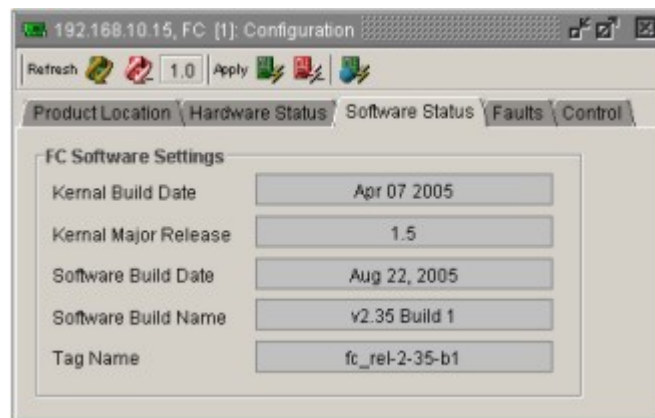 192.168.10.15, FC [1]: Configuration
Refresh 1.0 Apply
Product Location Hardware Status Software Status Faults Control
FC Software Settings
Kernal Build Date Apr 07 2005
Kernal Major Release 1.5
Software Build Date Aug 22, 2005
Software Build Name v2.35 Build 1
Tag Name fc_rel-2-35-b1